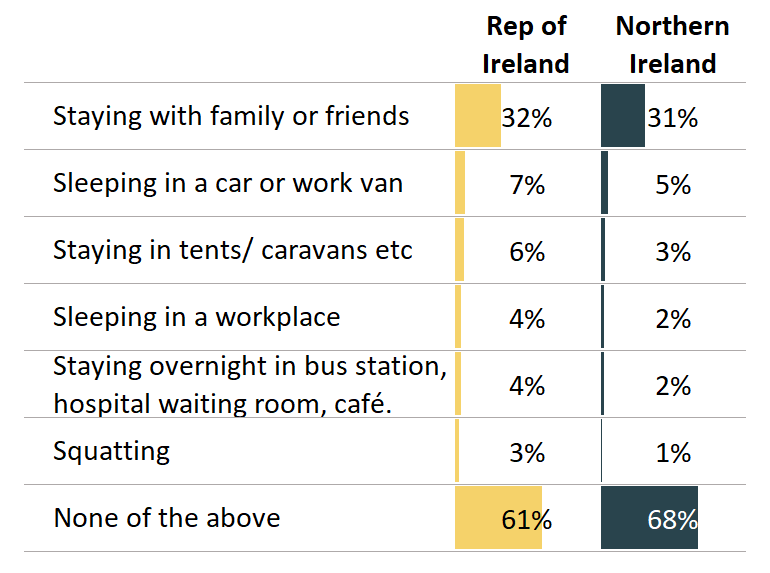 Rep of Northern
Ireland Ireland
Staying with family or friends 32% 31%
Sleeping in a car or work van 7% 5%
Staying in tents/ caravans etc 6% 3%
Sleeping in a workplace 4% 2%
Staying overnight in bus station,
hospital waiting room, café. 4% 2%
Squatting 3% 1%
None of the above 61% 68%